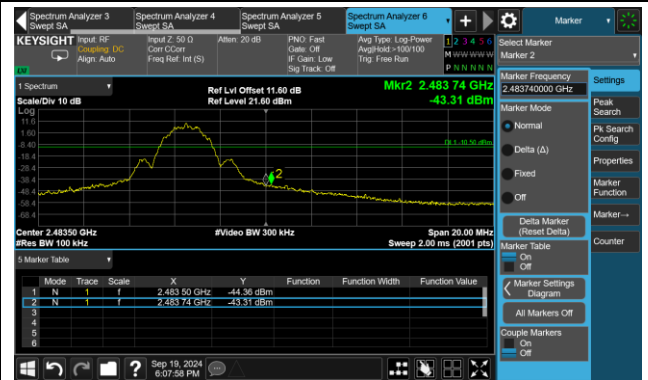 Spectrum Analyzer 3 Swept SA
Spectrum Analyzer 4 Swept SA
Spectrum Analyzer 5 Swept SA
Spectrum Analyzer 6 Swept SA
Marker
KEYSIGHT
Input: RF
Coupling: DC
Align: Auto
Input Z: 50 Ω
Corr CCorr
Freq Ref: Int (S)
Atten: 20 dB
PNO: Fast
Gate: Off
IF Gain: Low
Sig Track: Off
Avg Type: Log-Power
Avg|Hold:>100/100
Trig: Free Run
1 2 3 4 5 6
M W W W W W
P N N N N N
LXI
1 Spectrum
Scale/Div 10 dB
Ref Lvl Offset 11.60 dB
Ref Level 21.60 dBm
Mkr2 2.483 74 GHz
-43.31 dBm
Log
11.6
1.60
-8.40
-18.4
-28.4
-38.4
-48.4
-58.4
-68.4
DL1 -10.50 dBm
2
Center 2.48350 GHz
#Res BW 100 kHz
#Video BW 300 kHz
Span 20.00 MHz
Sweep 2.00 ms (2001 pts)
5 Marker Table
Mode Trace Scale X Y Function Function Width Function Value
1 N 1 f 2.483 50 GHz -44.36 dBm
2 N 1 f 2.483 74 GHz -43.31 dBm
3
4
5
6
Select Marker
Marker 2
Marker Frequency
2.483740000 GHz
Marker Mode
Normal
Delta (Δ)
Fixed
Off
Delta Marker (Reset Delta)
Marker Table
On
Off
Marker Settings Diagram
All Markers Off
Couple Markers
On
Off
Settings
Peak Search
Pk Search Config
Properties
Marker Function
Marker→
Counter
Sep 19, 2024
6:07:58 PM